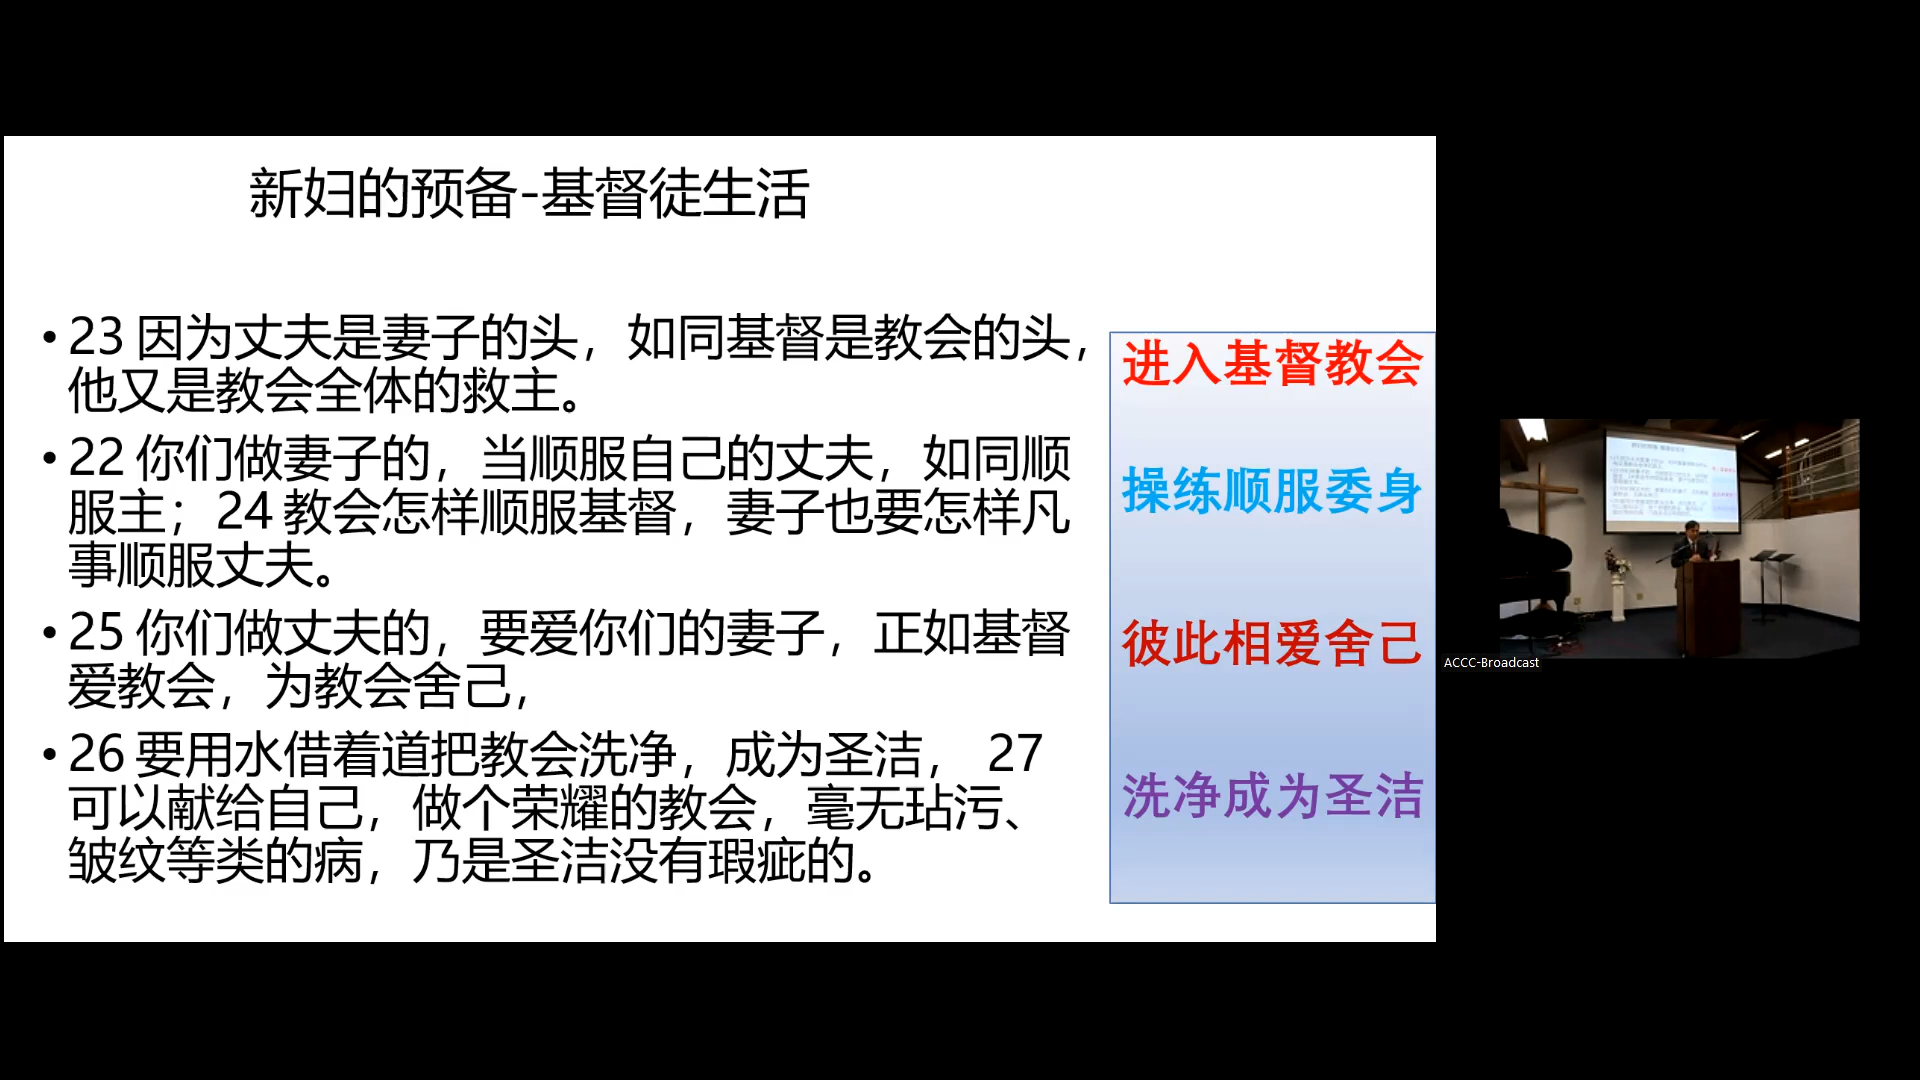 新妇的预备-基督徒生活
• 23 因为丈夫是妻子的头，如同基督是教会的头，
他又是教会全体的救主。
• 22 你们做妻子的，当顺服自己的丈夫，如同顺
服主；24 教会怎样顺服基督，妻子也要怎样凡
事顺服丈夫。
• 25 你们做丈夫的，要爱你们的妻子，正如基督
爱教会，为教会舍己，
• 26 要用水借着道把教会洗净，成为圣洁， 27
可以献给自己，做个荣耀的教会，毫无玷污、
皱纹等类的病，乃是圣洁没有瑕疵的。
进入基督教会
操练顺服委身
彼此相爱舍己
洗净成为圣洁
ACCC-Broadcast